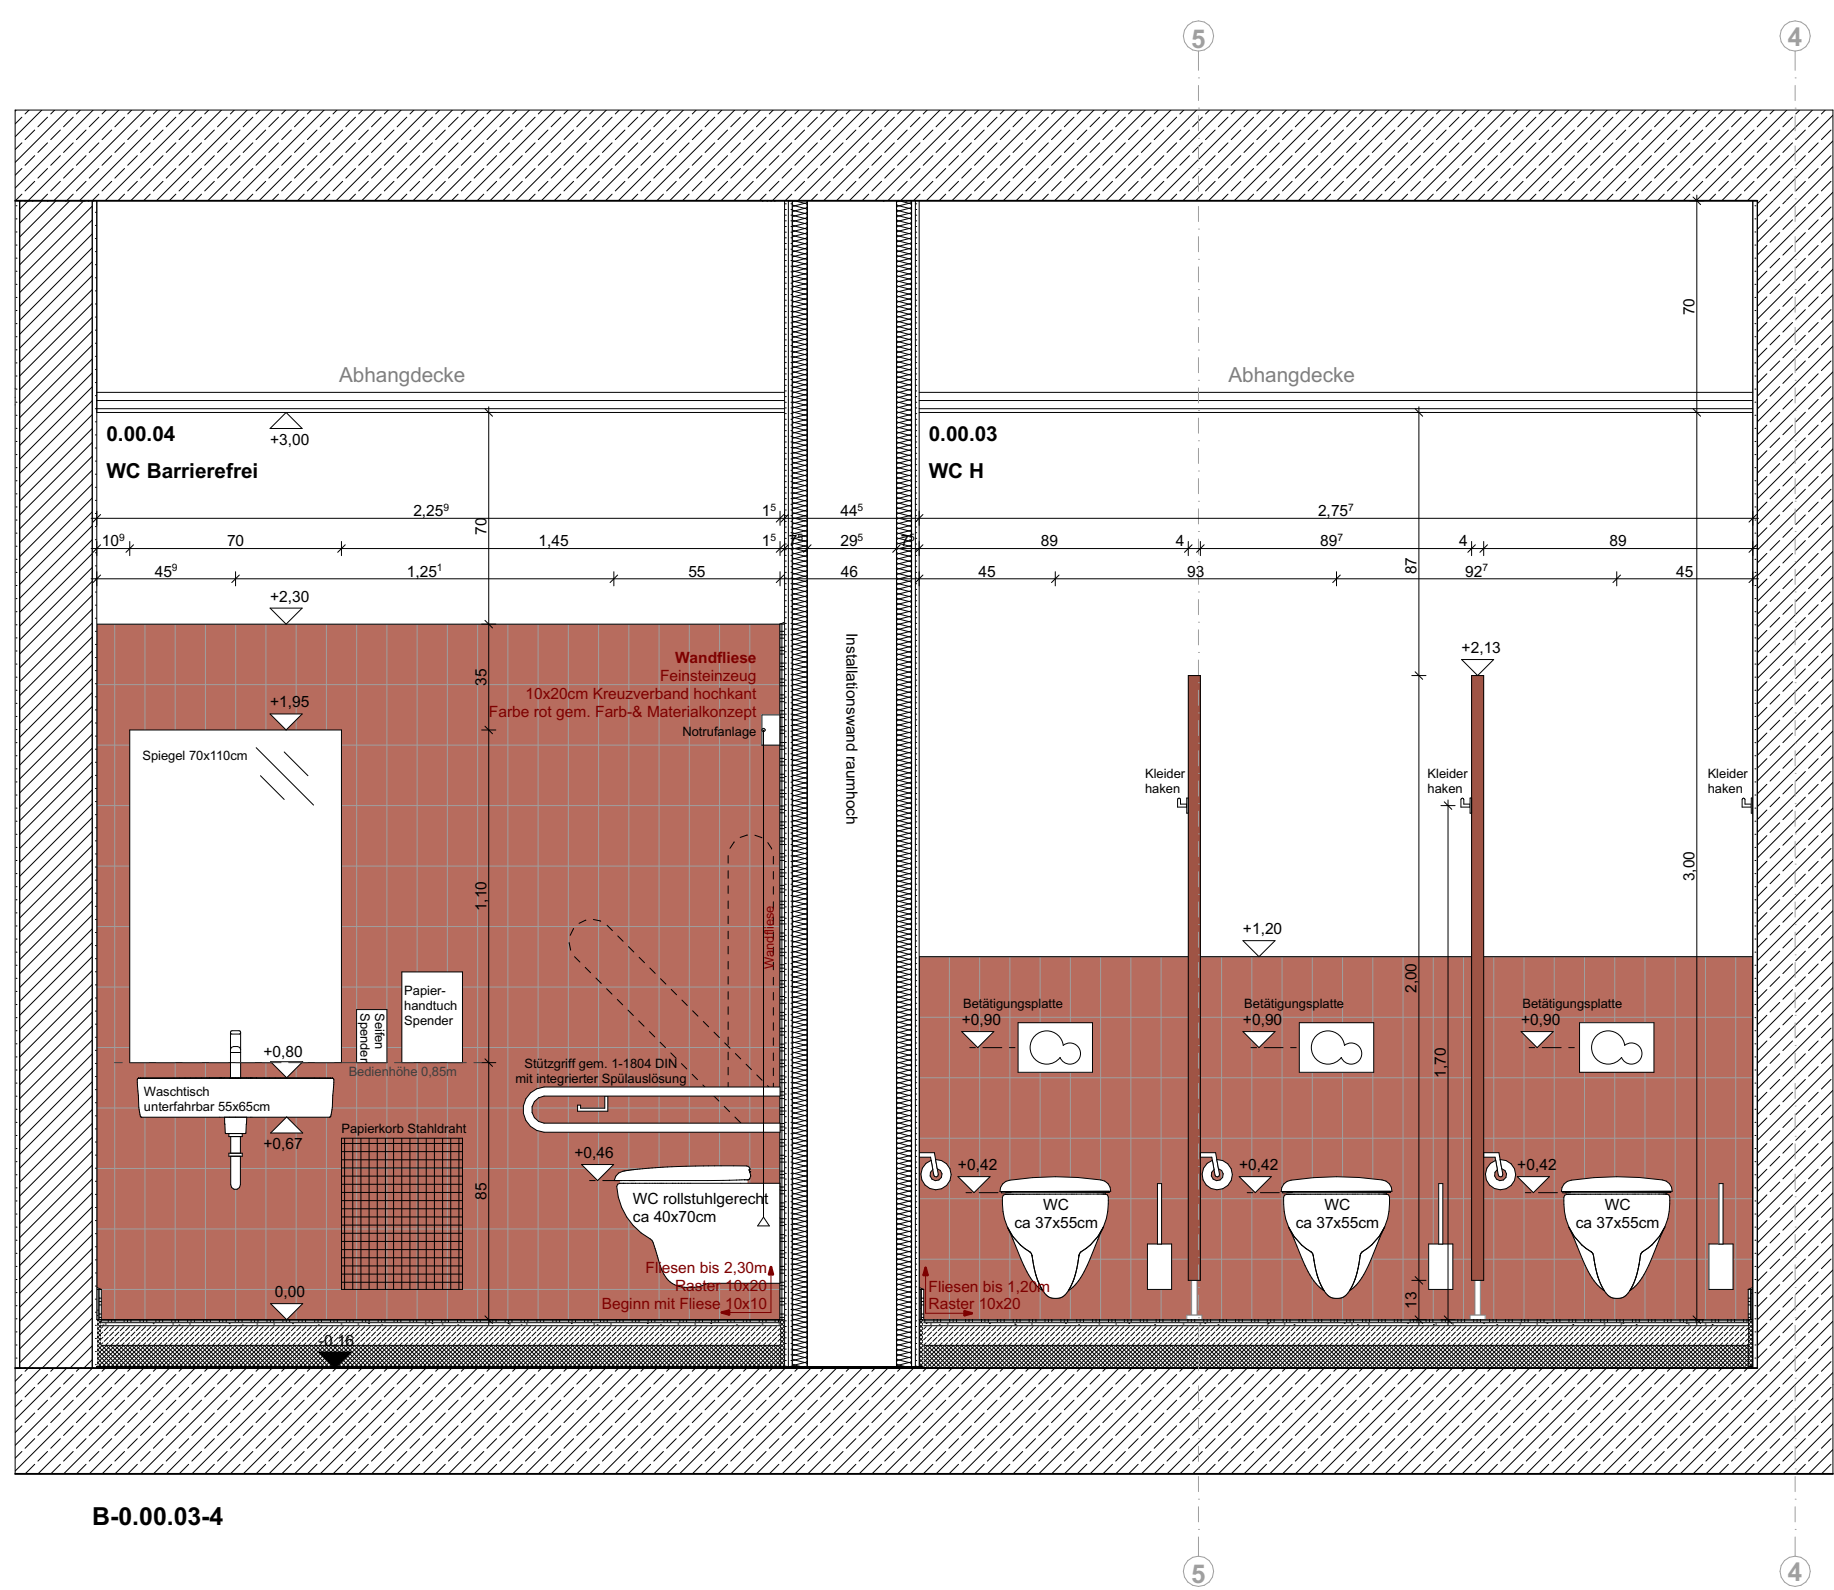 5
4
Abhangdecke
Abhangdecke
70
0.00.04
+3,00
WC Barrierefrei
0.00.03
WC H
2,25⁹
1⁵
44⁵
2,75⁷
70
10⁹
70
1,45
1⁵
29⁵
89
4
89⁷
4
89
45⁹
1,25¹
55
46
45
93
87
92⁷
45
+2,30
Wandfliese
Feinsteinzeug
10x20cm Kreuzverband hochkant
Farbe rot gem. Farb-& Materialkonzept
Notrufanlage
35
+1,95
Spiegel 70x110cm
Installationswand raumhoch
+2,13
Kleider
haken
Kleider
haken
Kleider
haken
3,00
1,10
Wandfliese
+1,20
2,00
1,70
Papier-
handtuch
Spender
Seifen
Spender
Betätigungsplatte
+0,90
Betätigungsplatte
+0,90
Betätigungsplatte
+0,90
+0,80
Bedienhöhe 0,85m
Stützgriff gem. 1-1804 DIN
mit integrierter Spülauslösung
Waschtisch
unterfahrbar 55x65cm
+0,67
Papierkorb Stahldraht
85
+0,46
WC rollstuhlgerecht
ca 40x70cm
+0,42
WC
ca 37x55cm
+0,42
WC
ca 37x55cm
+0,42
WC
ca 37x55cm
Fliesen bis 2,30m
Raster 10x20
Beginn mit Fliese 10x10
Fliesen bis 1,20m
Raster 10x20
13
0,00
-0,16
B-0.00.03-4
5
4